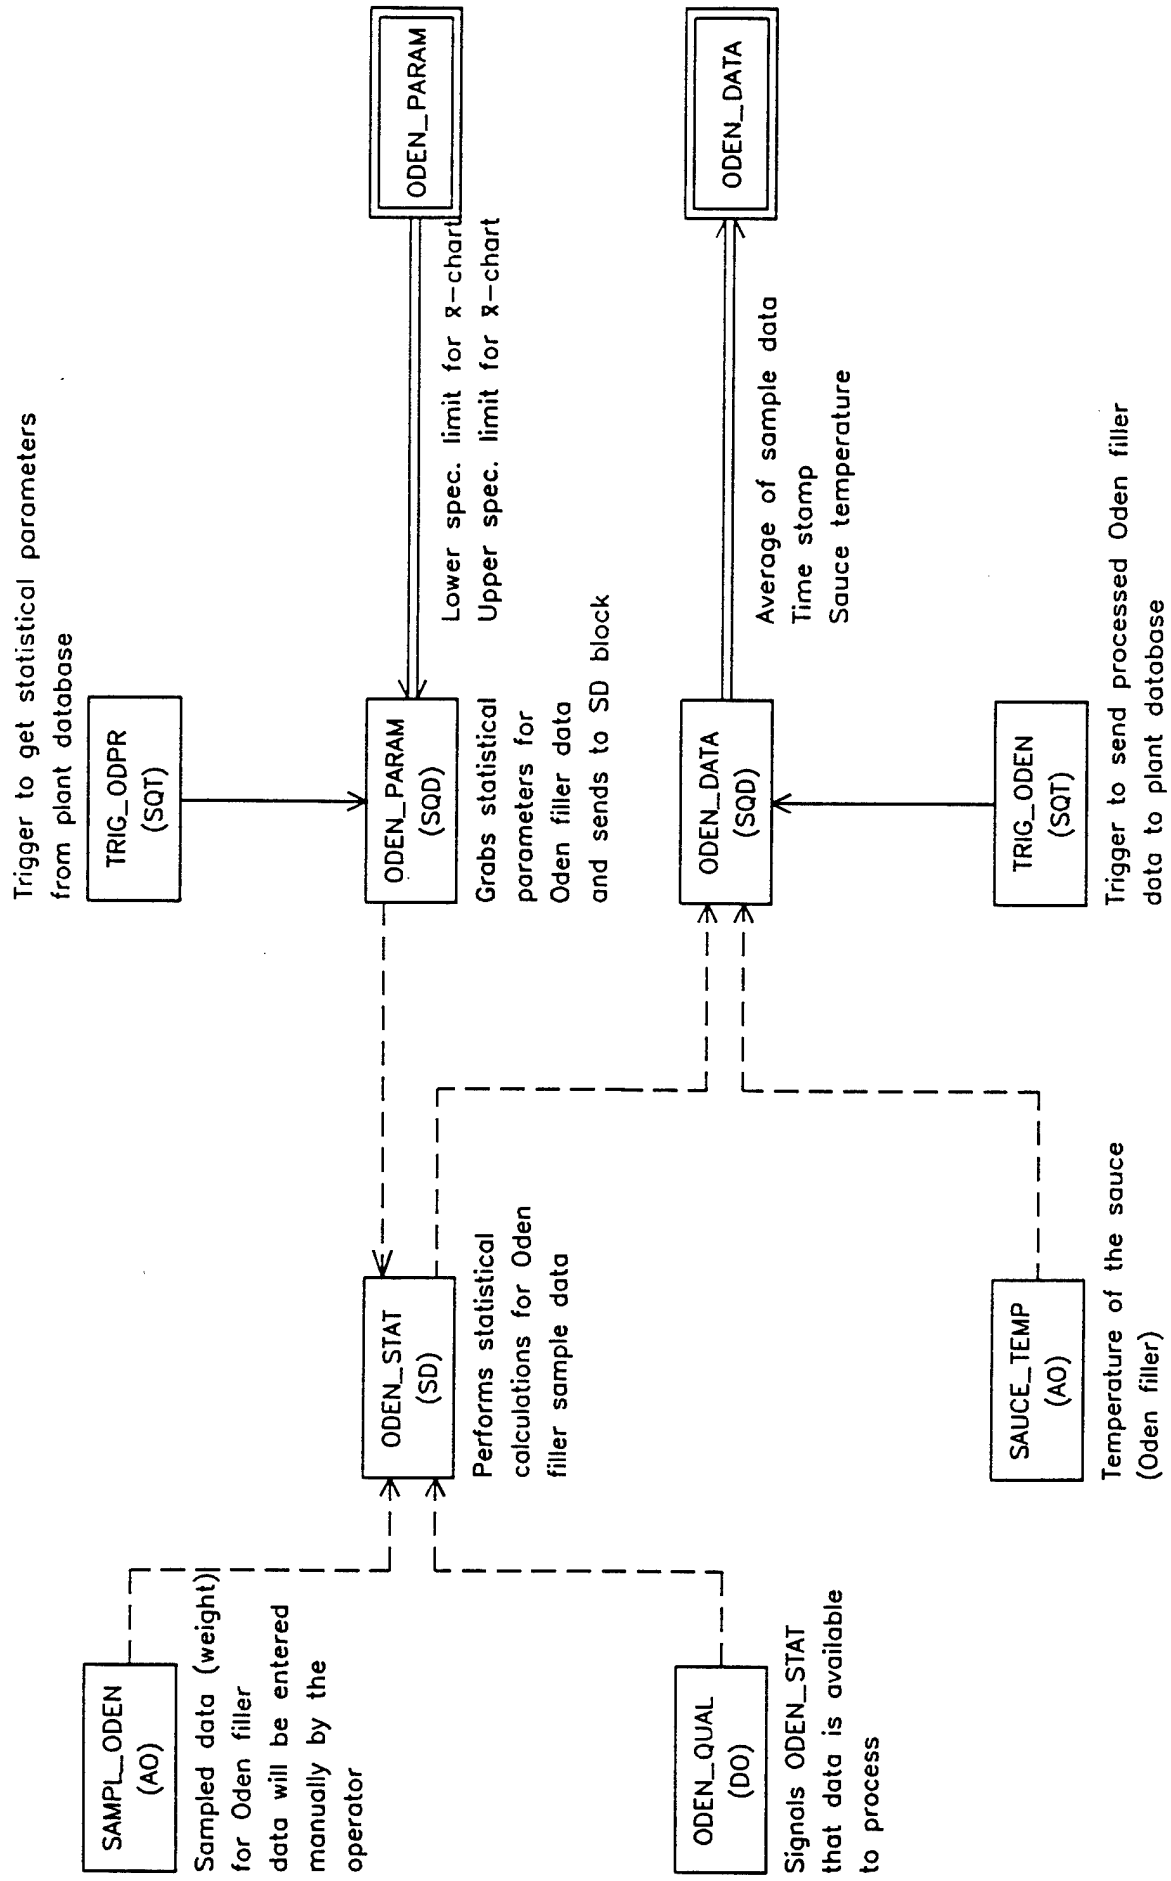 SAMPL_ODEN
(AO)
Sampled data (weight)
for Oden filler
data will be entered
manually by the
operator
ODEN_QUAL
(DO)
Signals ODEN_STAT
that data is available
to process
ODEN_STAT
(SD)
Performs statistical
calculations for Oden
filler sample data
SAUCE_TEMP
(AO)
Temperature of the sauce
(Oden filler)
Trigger to get statistical parameters
from plant database
TRIG_ODPR
(SQT)
ODEN_PARAM
(SQD)
Grabs statistical
parameters for
Oden filler data
and sends to SD block
ODEN_DATA
(SQD)
TRIG_ODEN
(SQT)
Trigger to send processed Oden filler
data to plant database
ODEN_PARAM
Lower spec. limit for x̄-chart
Upper spec. limit for x̄-chart
ODEN_DATA
Average of sample data
Time stamp
Sauce temperature